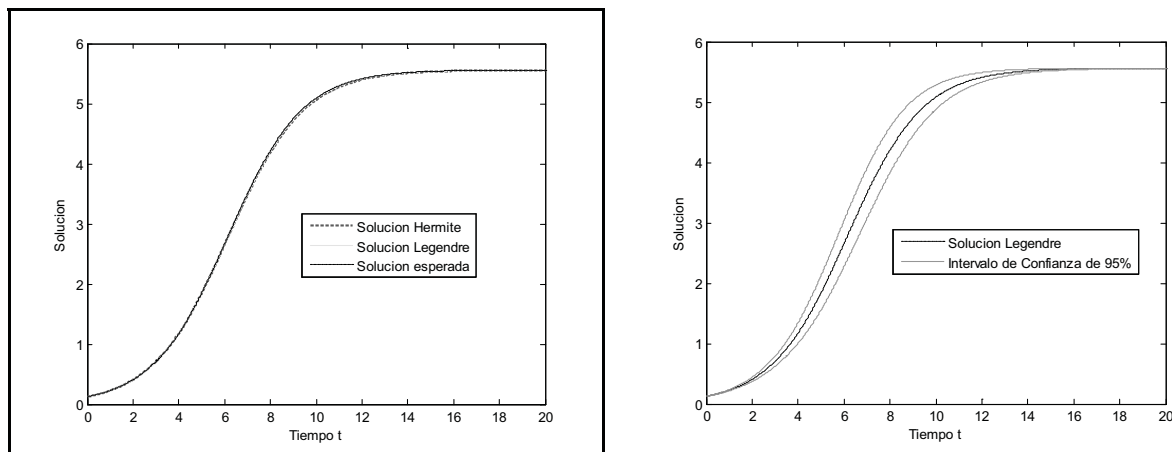 6
5
4
3
2
1
0
Solucion
Solucion Hermite
Solucion Legendre
Solucion esperada
0 2 4 6 8 10 12 14 16 18 20
Tiempo t
6
5
4
3
2
1
0
Solucion
Solucion Legendre
Intervalo de Confianza de 95%
0 2 4 6 8 10 12 14 16 18 20
Tiempo t